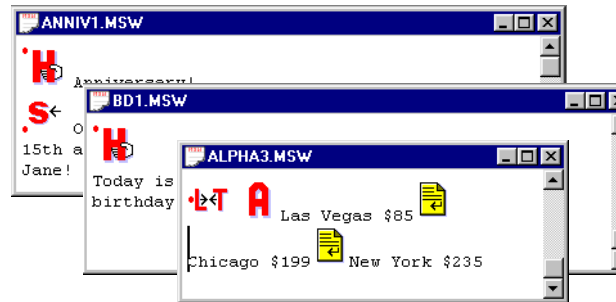 ANNIV1.MSW
H Anniversary!
S
15th a
Jane!
BD1.MSW
H
Today is
birthday
ALPHA3.MSW
LT A Las Vegas $85
Chicago $199 New York $235